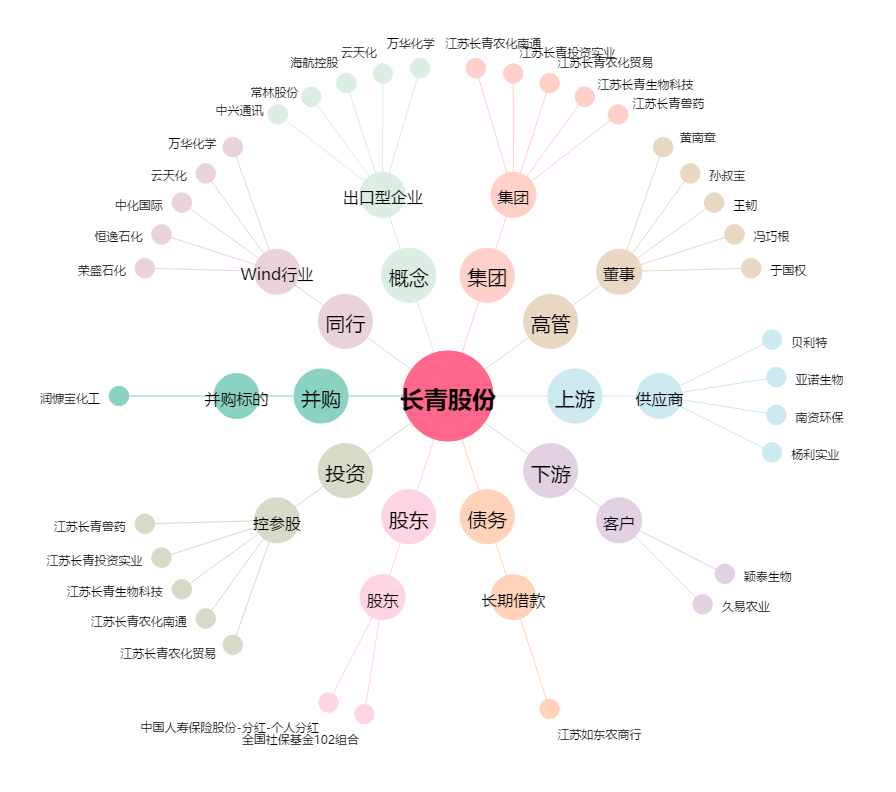 万华化学
云天化
海航控股
常林股份
中兴通讯
出口型企业
概念
江苏长青农化南通
江苏长青投资实业
江苏长青农化贸易
江苏长青生物科技
江苏长青兽药
集团
集团
黄南章
孙叔宝
王韧
冯巧根
于国权
董事
高管
万华化学
云天化
中化国际
恒逸石化
荣盛石化
Wind行业
同行
长青股份
润慷宝化工
并购标的
并购
上游
供应商
贝利特
亚诺生物
南资环保
杨利实业
投资
控参股
江苏长青兽药
江苏长青投资实业
江苏长青生物科技
江苏长青农化南通
江苏长青农化贸易
下游
客户
颖泰生物
久易农业
股东
股东
中国人寿保险股份-分红-个人分红
全国社保基金102组合
债务
长期借款
江苏如东农商行